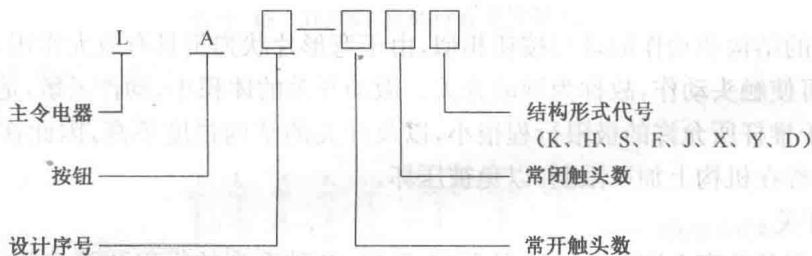 L A □—□ □ □
主令电器
结构形式代号
（K、H、S、F、J、X、Y、D）
按钮
常闭触头数
设计序号
常开触头数